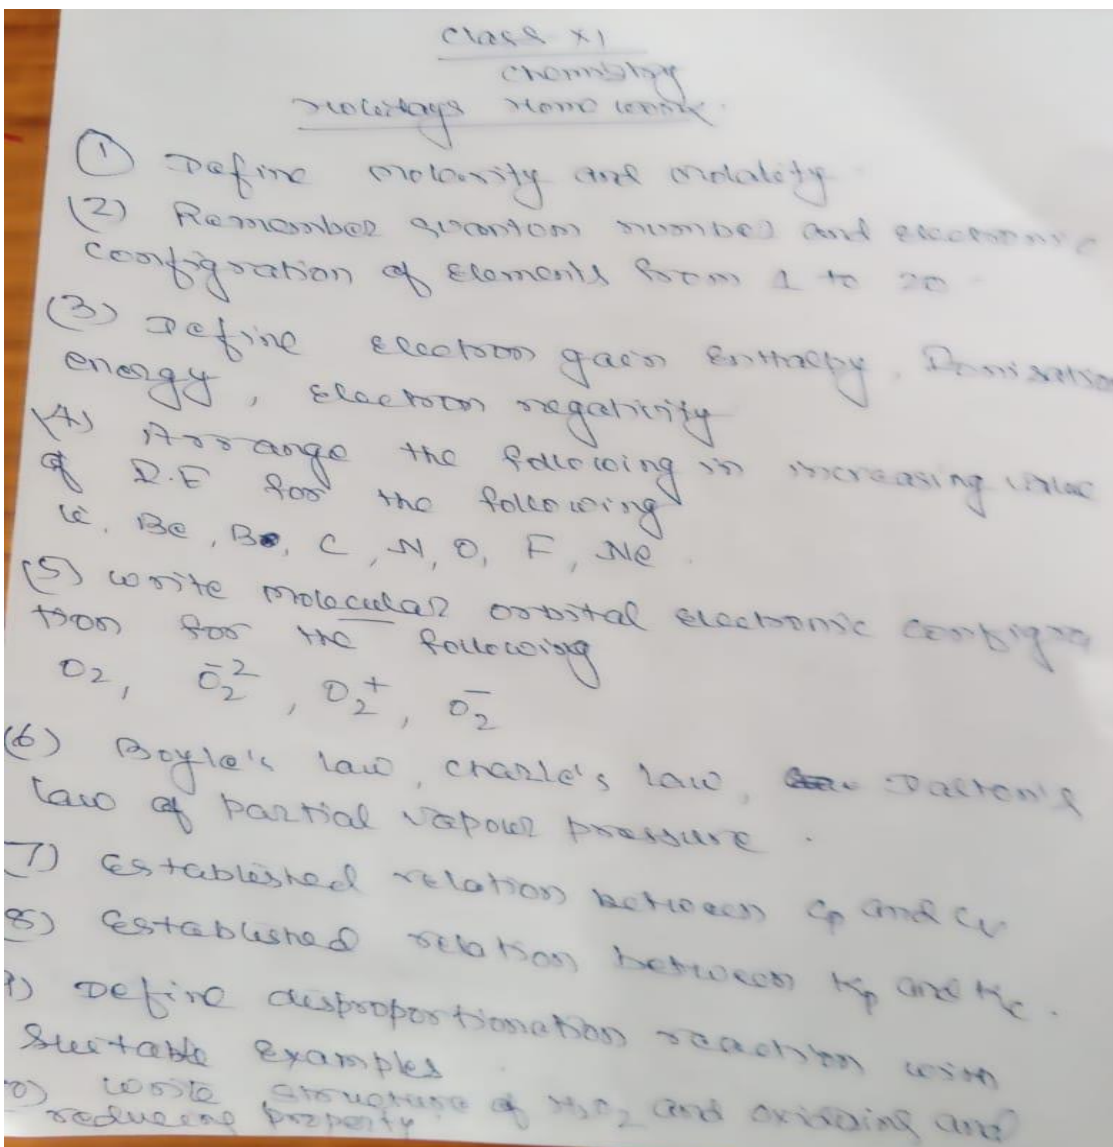 Class XI
Chemistry
Holidays Home work.
(1) Define molarity and molality
(2) Remember quantom number and electronic
configration of Elements from 1 to 20
(3) Define electron gain Enthalpy, Ionisation
energy, electron negativity
(4) Arrange the following in increasing value
of I.E for the following
Be, C, N, O, F, Ne.
(5) write molecular orbital electronic configra
tion for the following
O2, O2^-2, O2^+, O2^-
(6) Boyle's law, charle's law, Dalton's
law of partial vapour pressure.
7) Established relation between Cp and Cv
8) Established relation between Kp and Kc.
9) Define disproportionation reaction with
suitable Examples
0) write structure of H2O2 and oxidising and
reducing property.